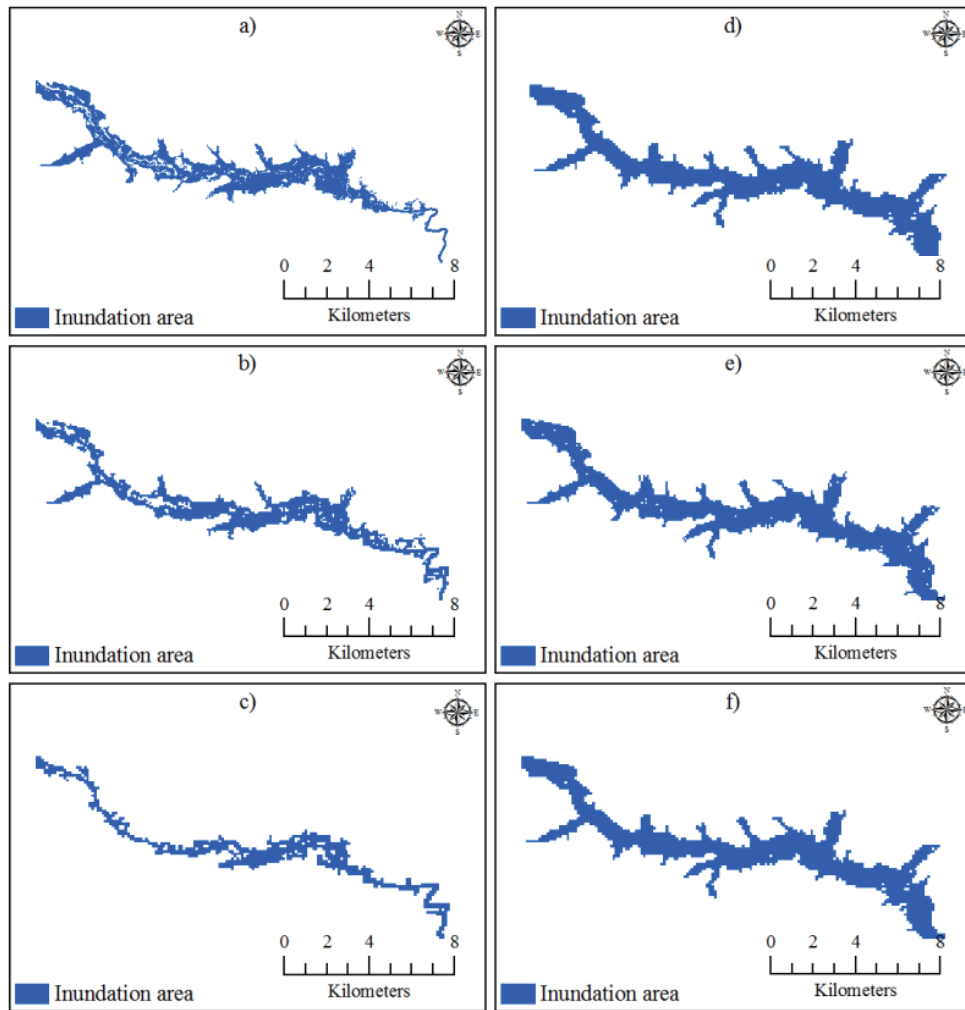 a)
N
W E
S
0 2 4 8
Kilometers
Inundation area
d)
N
W E
S
0 2 4 8
Kilometers
Inundation area
b)
N
W E
S
0 2 4 8
Kilometers
Inundation area
e)
N
W E
S
0 2 4 8
Kilometers
Inundation area
c)
N
W E
S
0 2 4 8
Kilometers
Inundation area
f)
N
W E
S
0 2 4 8
Kilometers
Inundation area